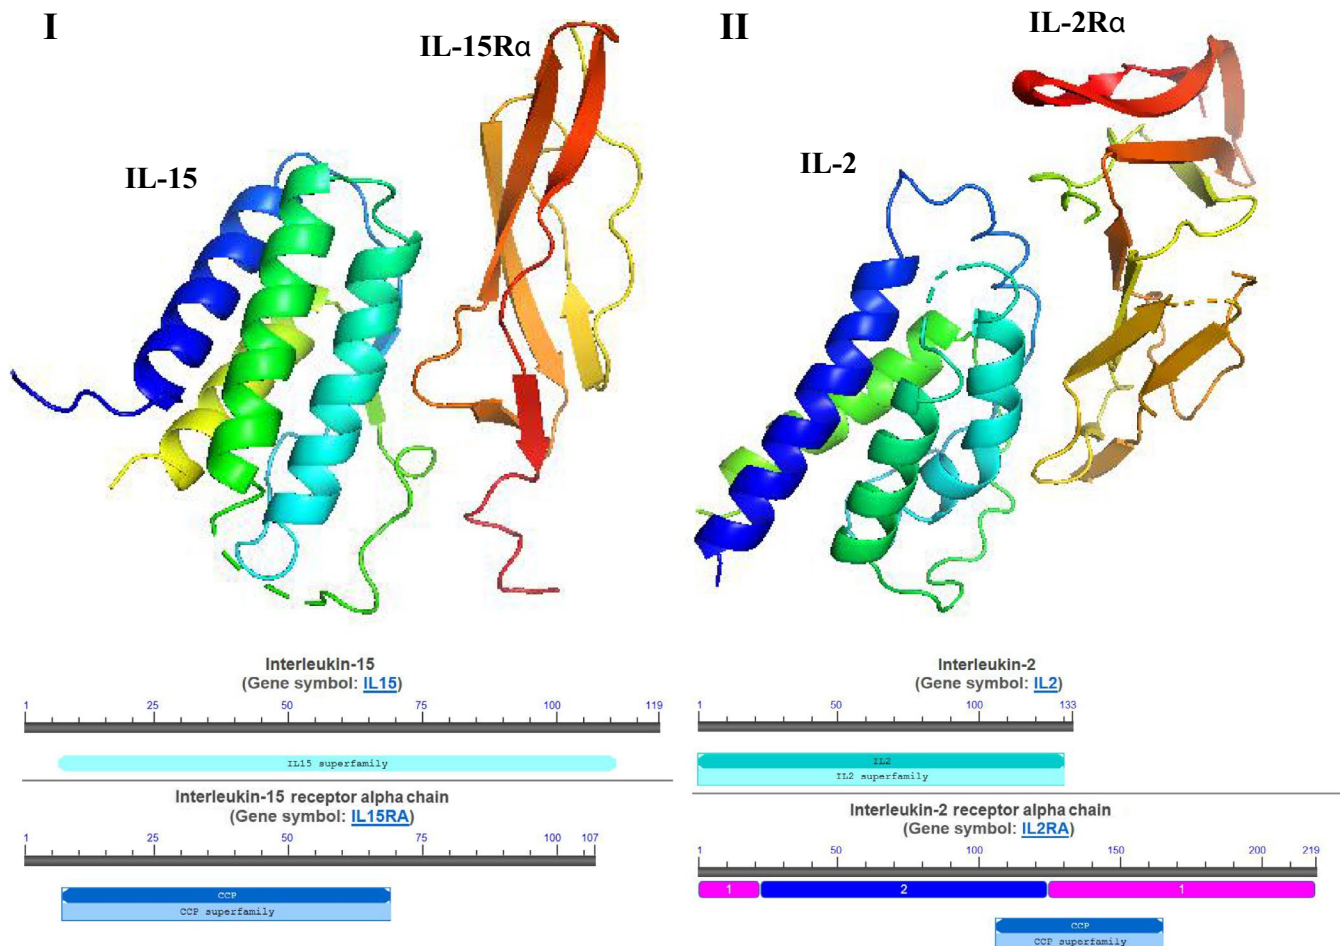 I
IL-15Rα
IL-15
II
IL-2Rα
IL-2
Interleukin-15
(Gene symbol: IL15)
1 25 50 75 100 119
IL15 superfamily
Interleukin-15 receptor alpha chain
(Gene symbol: IL15RA)
1 25 50 75 100 107
CCP
CCP superfamily
Interleukin-2
(Gene symbol: IL2)
1 50 100 133
IL2
IL2 superfamily
Interleukin-2 receptor alpha chain
(Gene symbol: IL2RA)
1 50 100 150 200 219
1 2 1
CCP
CCP superfamily